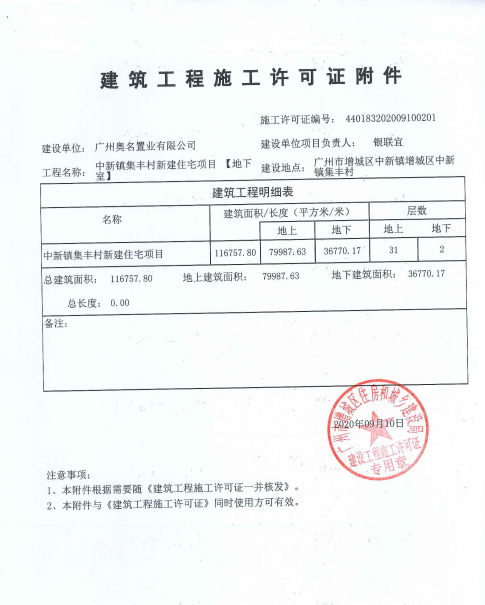 建筑工程施工许可证附件
施工许可证编号： 440183202009100201
建设单位： 广州奥名置业有限公司 建设单位项目负责人： 银联宜
工程名称： 中新镇集丰村新建住宅项目 【地下室】 建设地点： 广州市增城区中新镇增城区中新镇集丰村
建筑工程明细表
名称 建筑面积/长度（平方米/米） 层数
地上 地下 地上 地下
中新镇集丰村新建住宅项目 116757.80 79987.63 36770.17 31 2
总建筑面积： 116757.80 地上建筑面积： 79987.63 地下建筑面积： 36770.17
总长度： 0.00
备注：
广州市增城区住房和城乡建设局
2020年09月10日
建设工程施工许可证
专用章
注意事项：
1、本附件根据需要随《建筑工程施工许可证一并核发》。
2、本附件与《建筑工程施工许可证》同时使用方可有效。